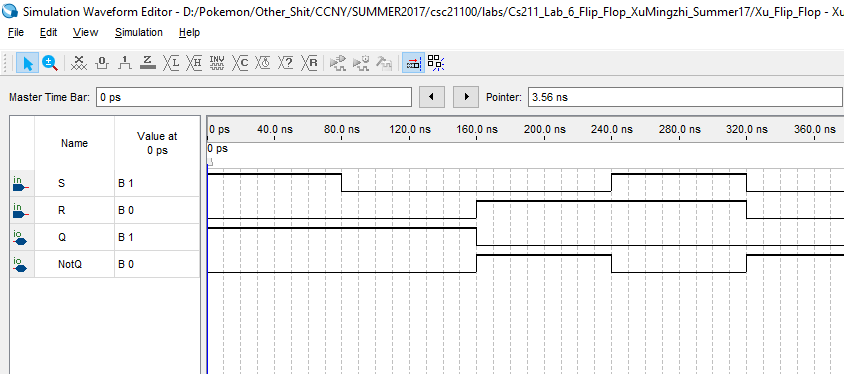 Simulation Waveform Editor - D:/Pokemon/Other_Shit/CCNY/SUMMER2017/csc21100/labs/Cs211_Lab_6_Flip_Flop_XuMingzhi_Summer17/Xu_Flip_Flop - Xu
File Edit View Simulation Help
Master Time Bar: 0 ps Pointer: 3.56 ns
Name Value at 0 ps
0 ps 40.0 ns 80.0 ns 120.0 ns 160.0 ns 200.0 ns 240.0 ns 280.0 ns 320.0 ns 360.0 ns
0 ps
in S B 1
in R B 0
io Q B 1
io NotQ B 0